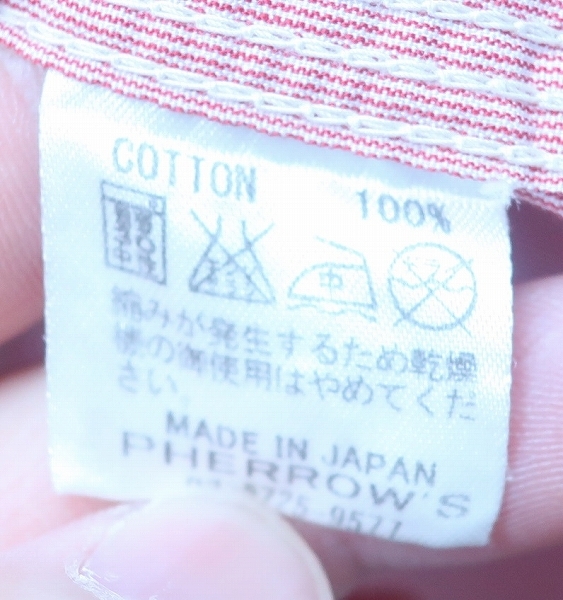 COTTON 100%
中
縮みが発生するため乾燥
機の御使用はやめてくだ
さい。
MADE IN JAPAN
PHERROW'S